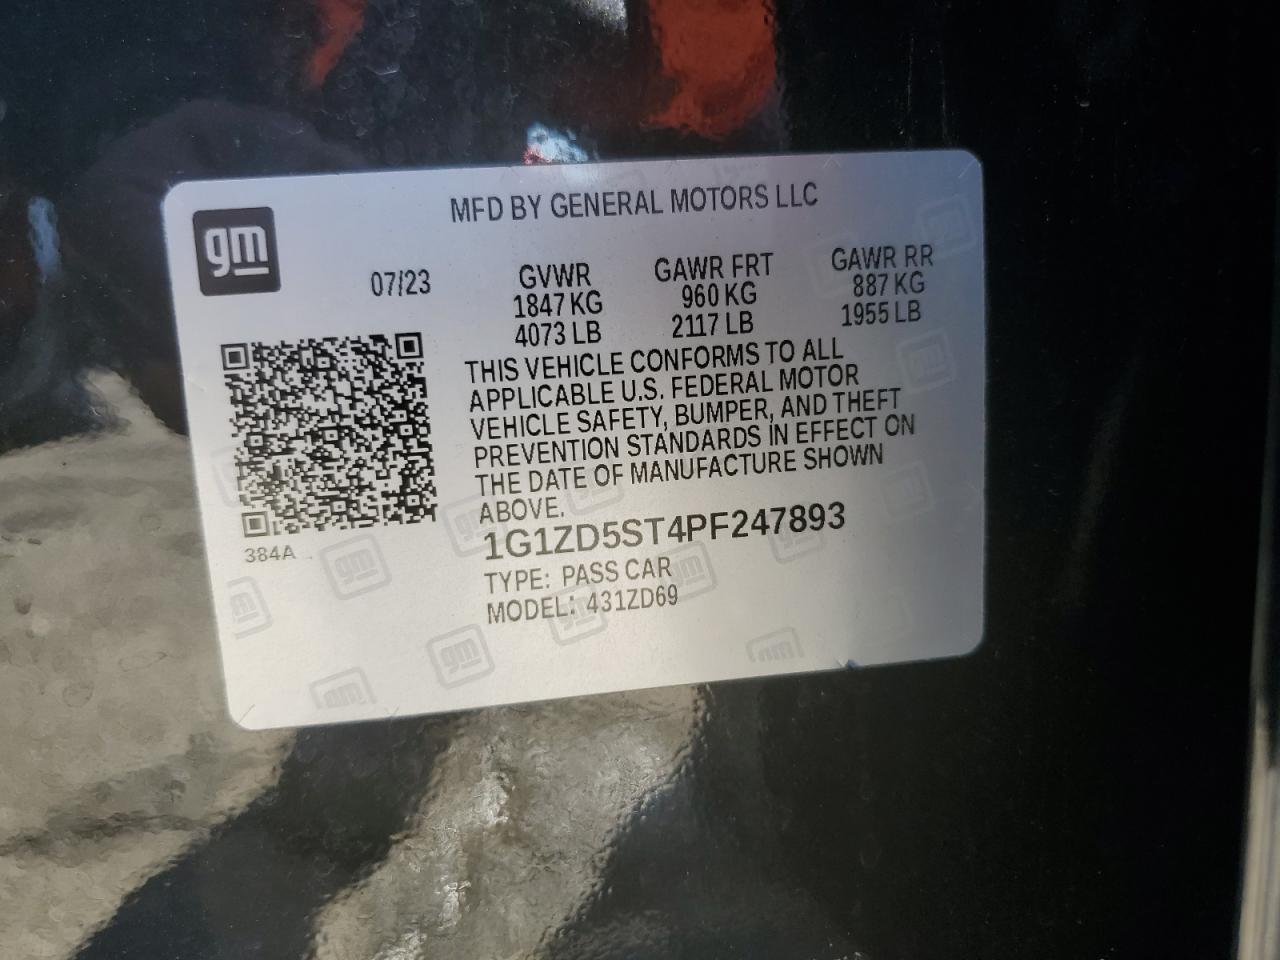 gm
MFD BY GENERAL MOTORS LLC
07/23
GVWR
1847 KG
4073 LB
GAWR FRT
960 KG
2117 LB
GAWR RR
887 KG
1955 LB
THIS VEHICLE CONFORMS TO ALL
APPLICABLE U.S. FEDERAL MOTOR
VEHICLE SAFETY, BUMPER, AND THEFT
PREVENTION STANDARDS IN EFFECT ON
THE DATE OF MANUFACTURE SHOWN
ABOVE.
384A
1G1ZD5ST4PF247893
TYPE: PASS CAR
MODEL: 431ZD69